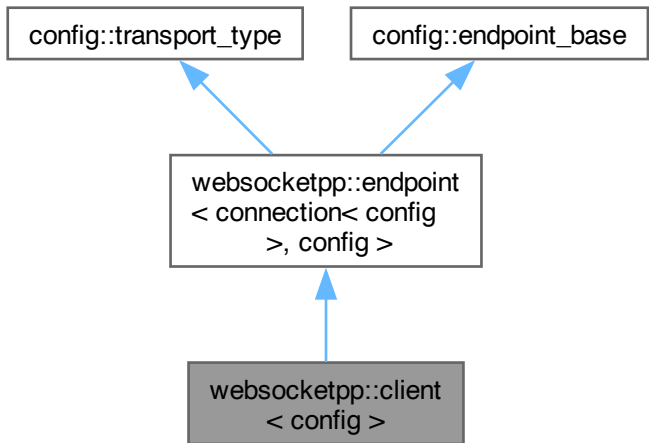 config::transport_type
config::endpoint_base
websocketpp::endpoint
< connection< config
>, config >
websocketpp::client
< config >